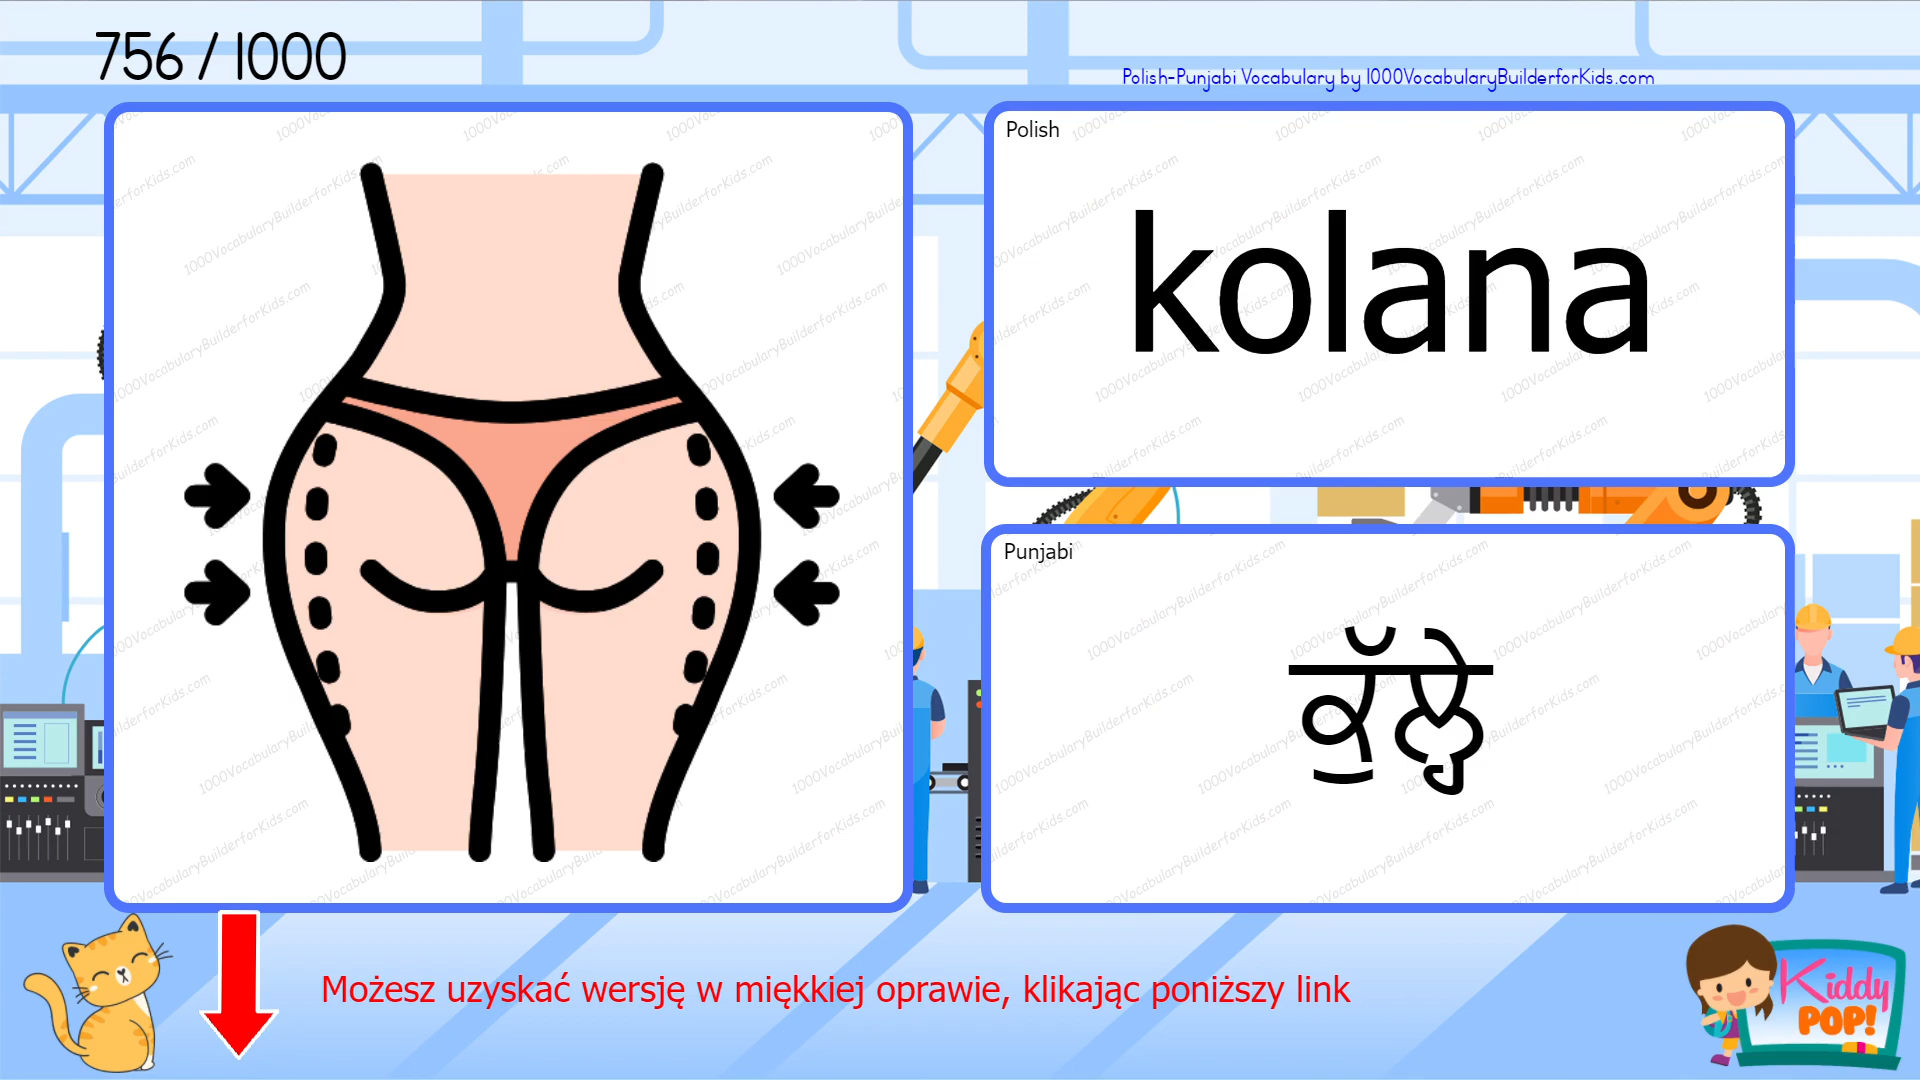 756 / 1000
Polish-Punjabi Vocabulary by 1000VocabularyBuilderforKids.com
Polish
kolana
Punjabi
ਕੁੱਲ੍ਹੇ
Możesz uzyskać wersję w miękkiej oprawie, klikając poniższy link
Kiddy
POP!